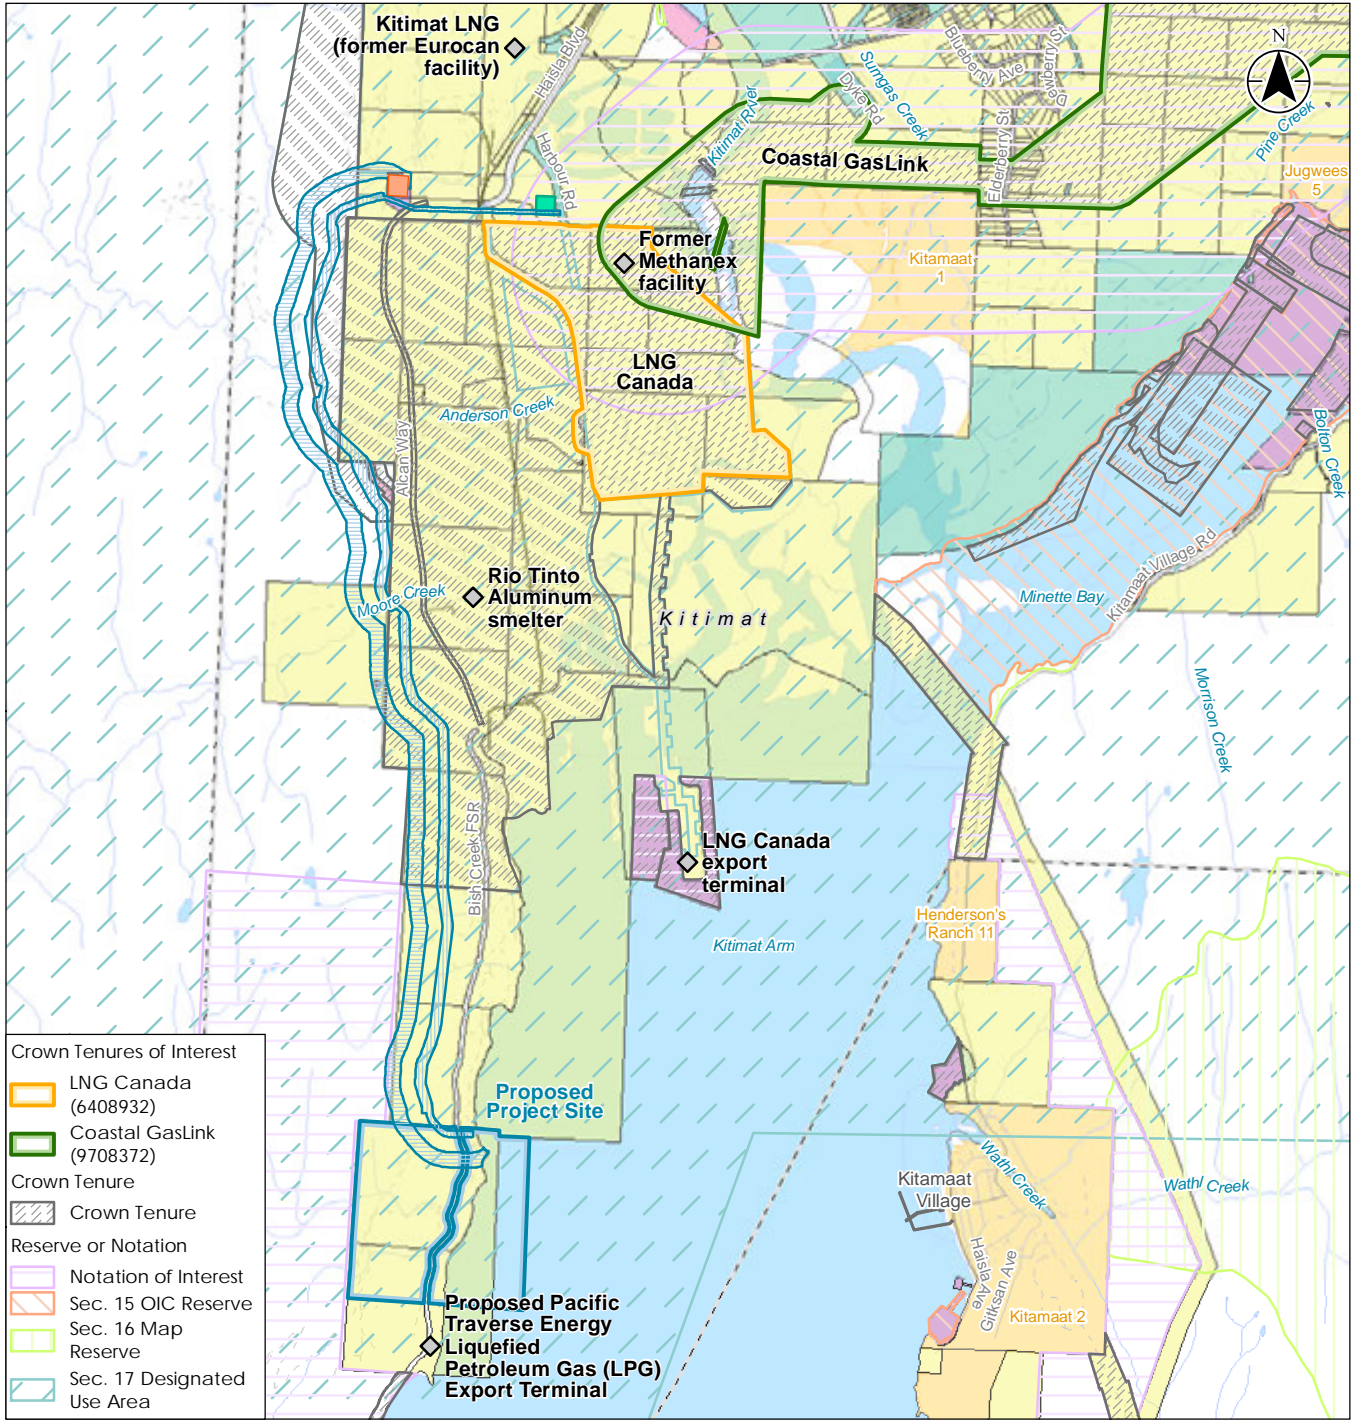 Kitimat LNG
(former Eurocan
facility)
Haisla Blvd
Harbour Rd
Kitimat River
Dyke Rd
Sumgas Creek
Blueberry Ave
Dewberry St
Elderberry St
N
Pine Creek
Jugwees
5
Coastal GasLink
Former
Methanex
facility
Kitamaat
1
LNG
Canada
Anderson Creek
Alcan Way
Bolton Creek
Kitamaat Village Rd
Minette Bay
Rio Tinto
Aluminum
smelter
Moore Creek
Kitimat
Morrison Creek
Bish Creek FSR
LNG Canada
export
terminal
Henderson's
Ranch 11
Kitimat Arm
Proposed
Project Site
Kitamaat
Village
Wathl Creek
Wathl Creek
Haisla Ave
Gitksan Ave
Kitamaat 2
Proposed Pacific
Traverse Energy
Liquefied
Petroleum Gas (LPG)
Export Terminal
Crown Tenures of Interest
LNG Canada
(6408932)
Coastal GasLink
(9708372)
Crown Tenure
Crown Tenure
Reserve or Notation
Notation of Interest
Sec. 15 OIC Reserve
Sec. 16 Map
Reserve
Sec. 17 Designated
Use Area